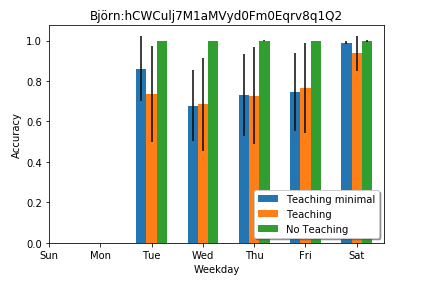 Björn:hCWCulj7M1aMVyd0Fm0Eqrv8q1Q2
1.0
0.8
0.6
0.4
0.2
0.0
Accuracy
Teaching minimal
Teaching
No Teaching
Sun Mon Tue Wed Thu Fri Sat
Weekday